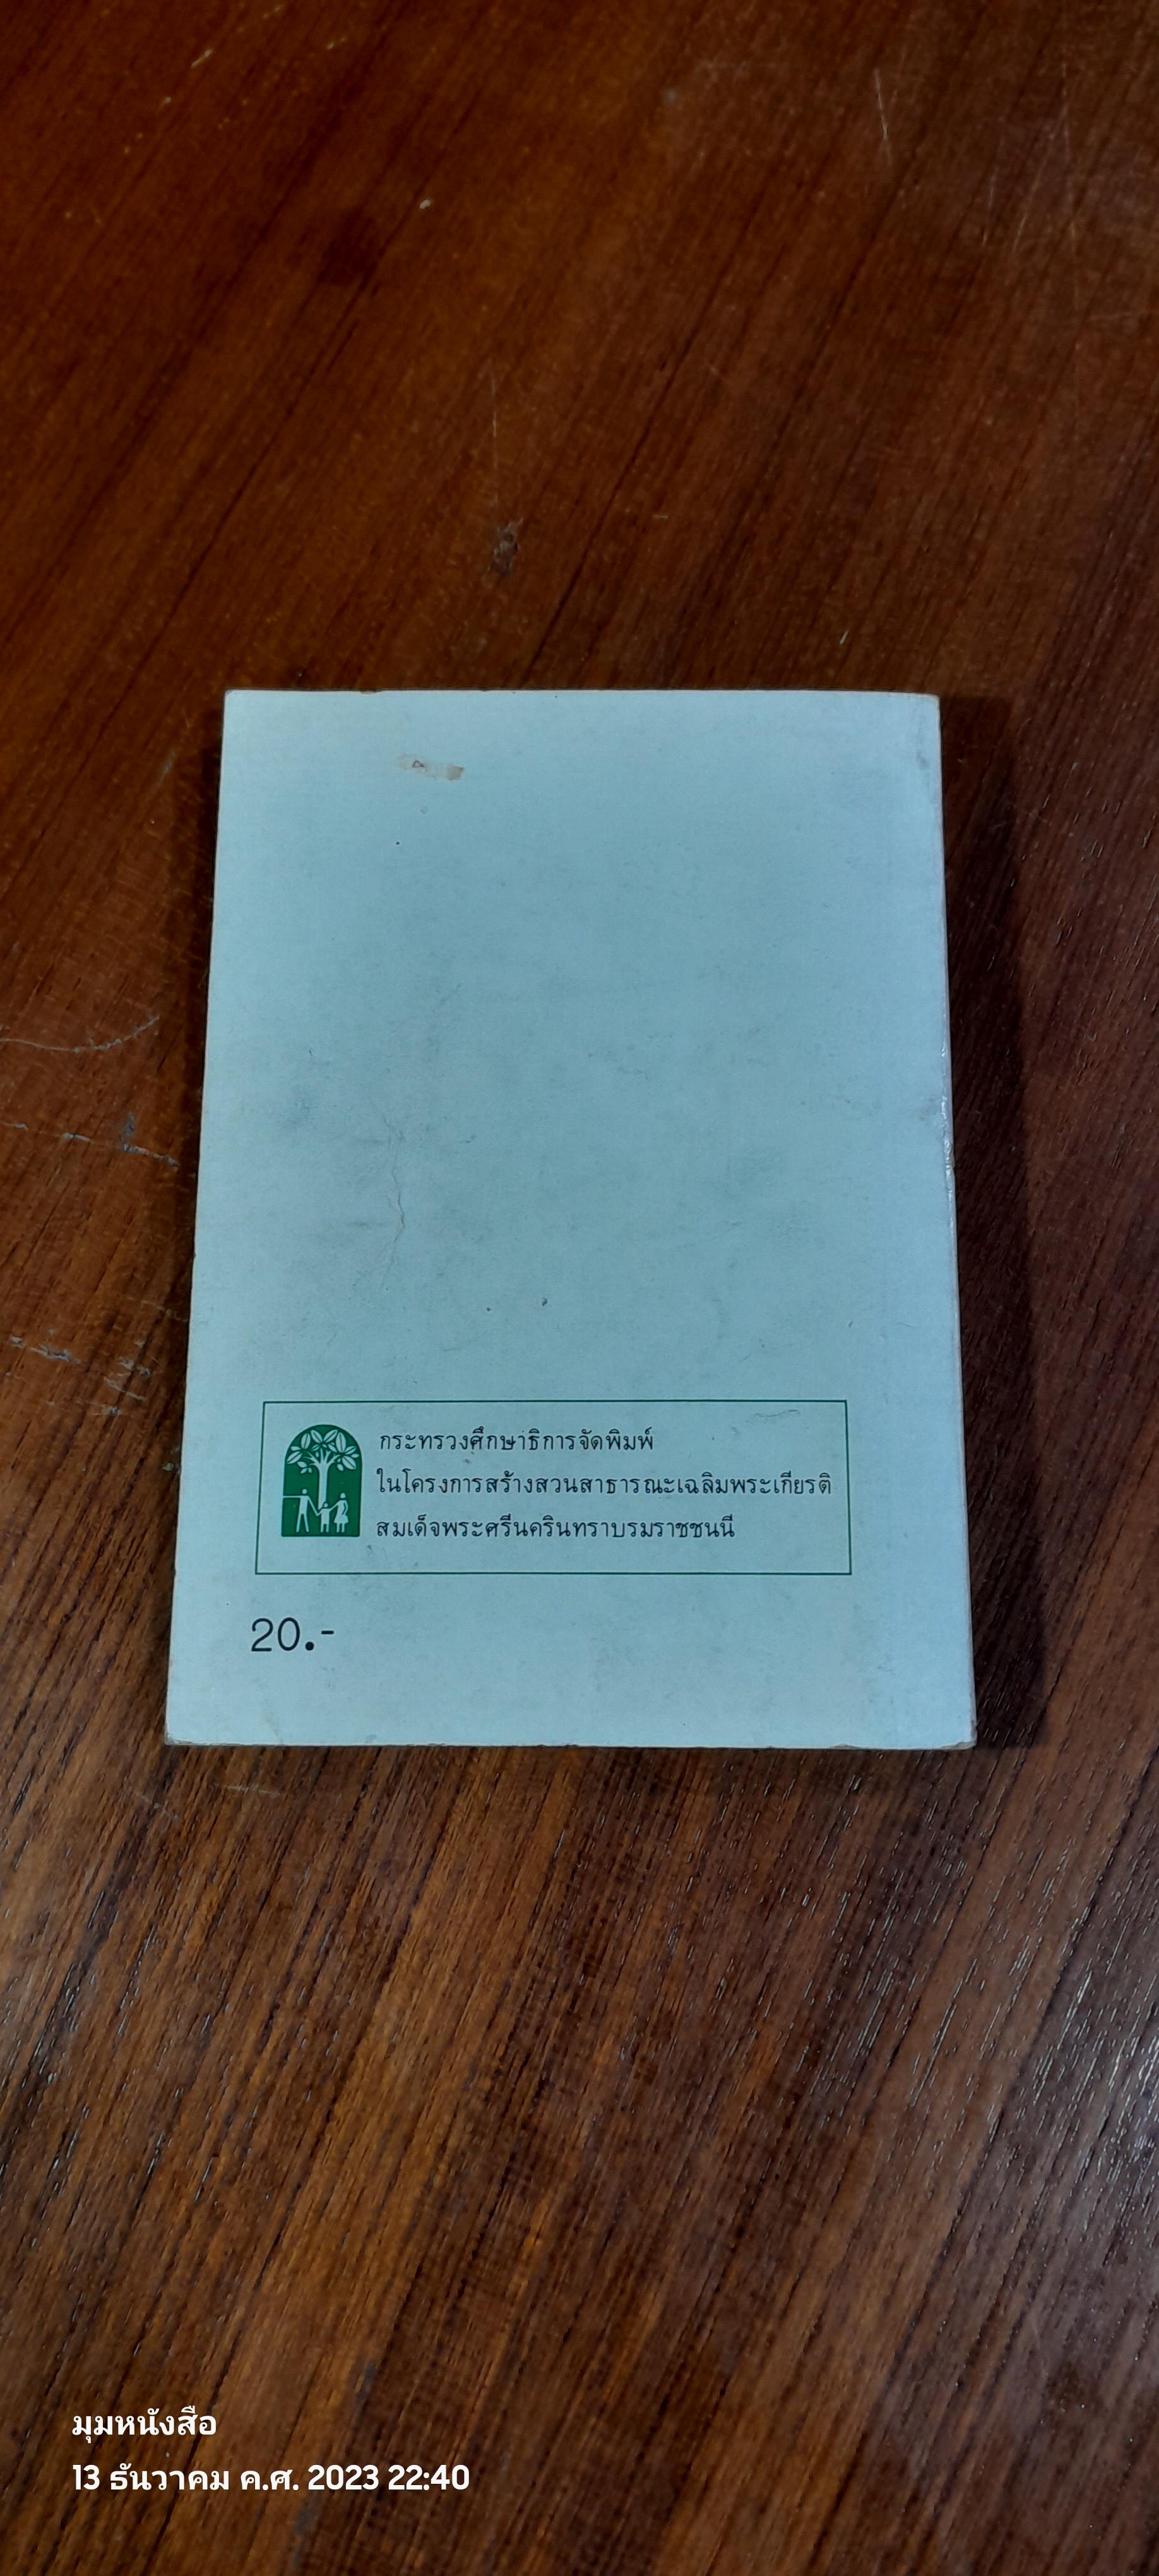 กระทรวงศึกษาธิการจัดพิมพ์
ในโครงการสร้างสวนสาธารณะเฉลิมพระเกียรติ
สมเด็จพระศรีนครินทราบรมราชชนนี
20.-
มุมหนังสือ
13 ธันวาคม ค.ศ. 2023 22:40